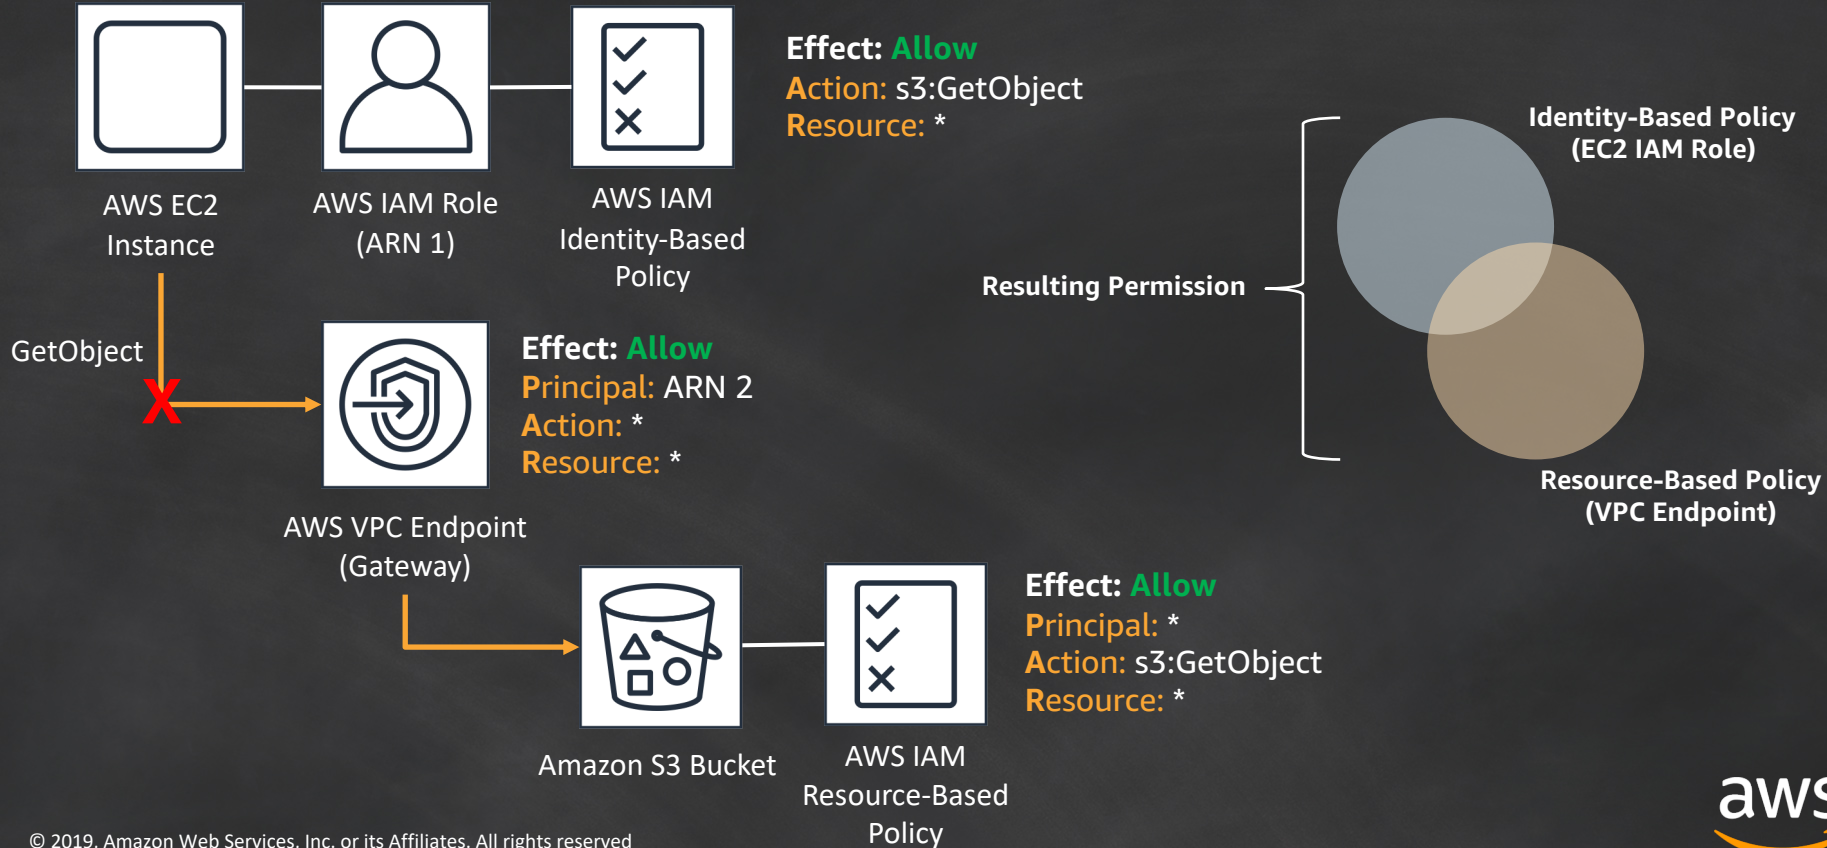 Effect: Allow
Action: s3:GetObject
Resource: *
AWS EC2
Instance
AWS IAM Role
(ARN 1)
AWS IAM
Identity-Based
Policy
Identity-Based Policy
(EC2 IAM Role)
Resulting Permission
GetObject
X
Effect: Allow
Principal: ARN 2
Action: *
Resource: *
AWS VPC Endpoint
(Gateway)
Resource-Based Policy
(VPC Endpoint)
Effect: Allow
Principal: *
Action: s3:GetObject
Resource: *
Amazon S3 Bucket
AWS IAM
Resource-Based
Policy
aws
© 2019, Amazon Web Services, Inc. or its Affiliates. All rights reserved